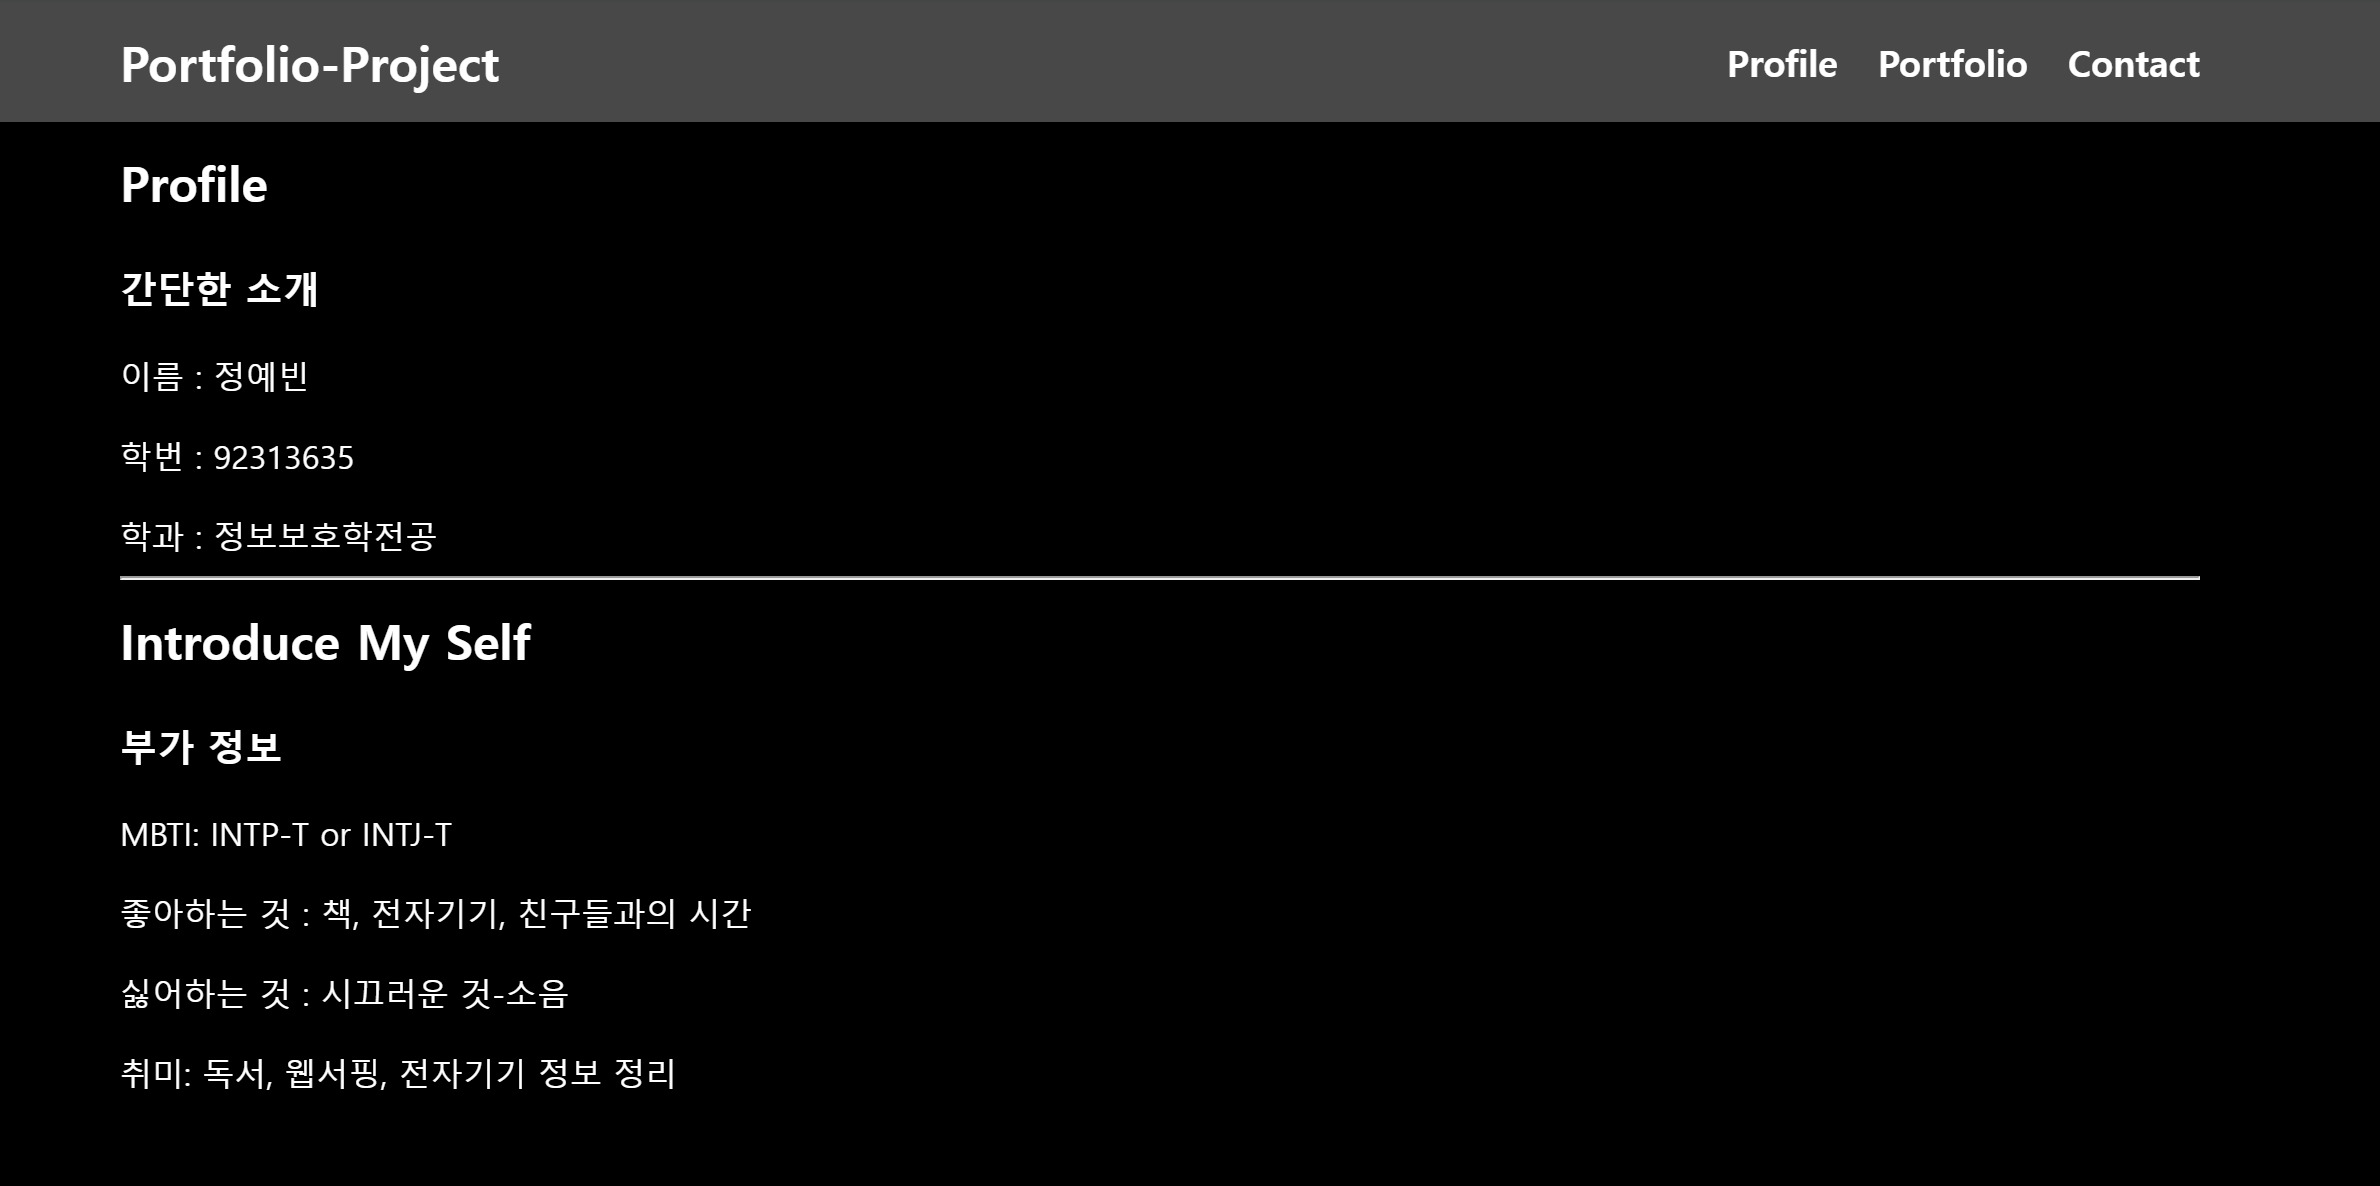 Portfolio-Project
Profile Portfolio Contact
Profile
간단한 소개
이름 : 정예빈
학번 : 92313635
학과 : 정보보호학전공
Introduce My Self
부가 정보
MBTI: INTP-T or INTJ-T
좋아하는 것 : 책, 전자기기, 친구들과의 시간
싫어하는 것 : 시끄러운 것-소음
취미: 독서, 웹서핑, 전자기기 정보 정리